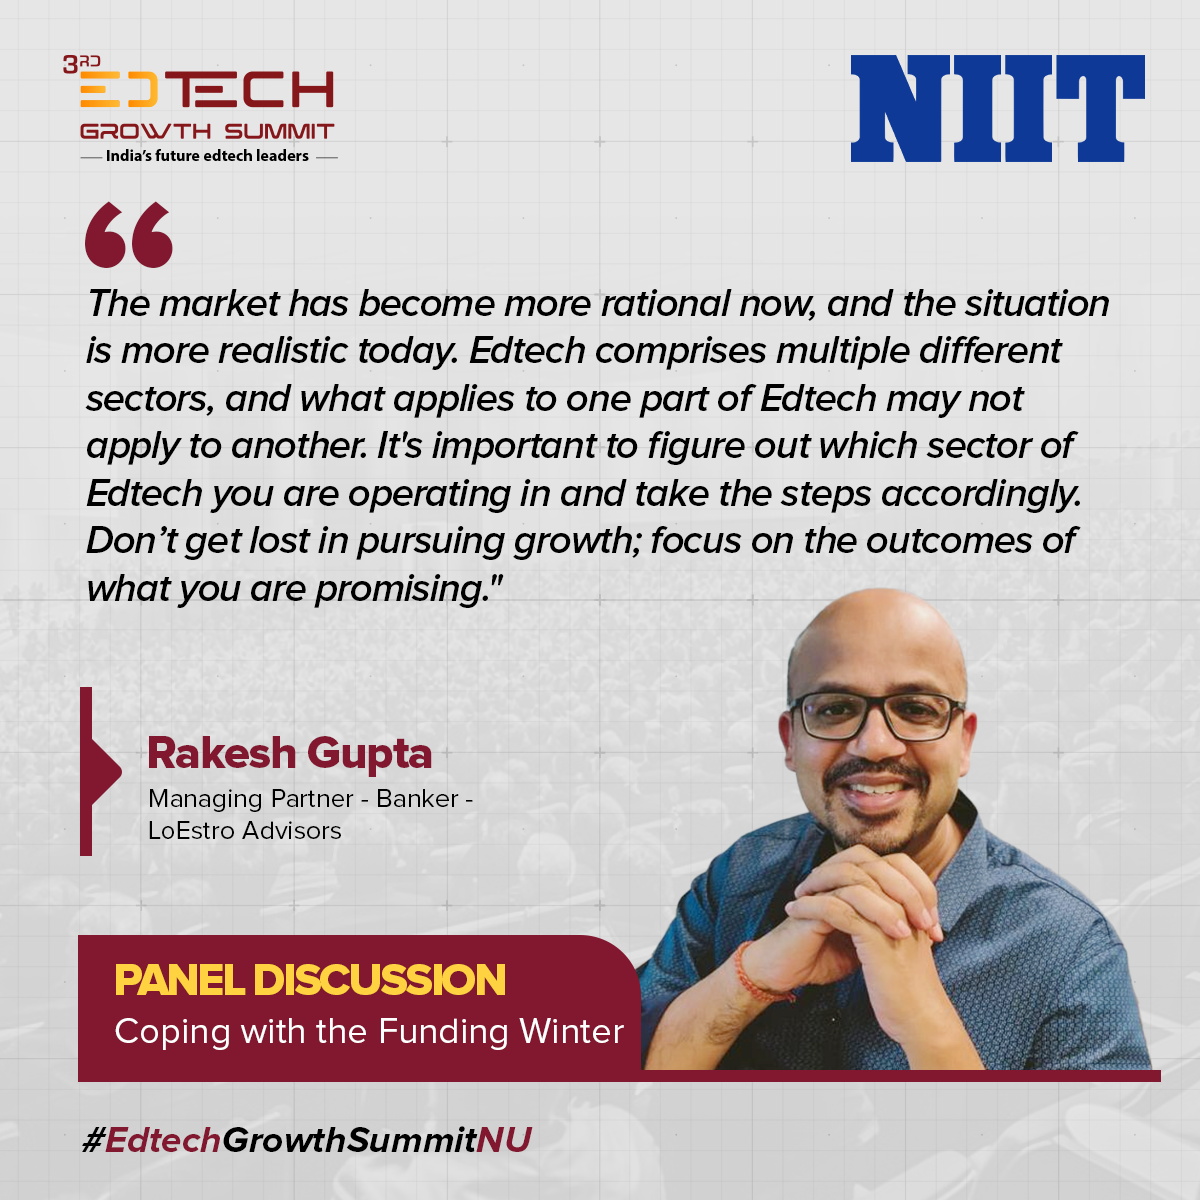 3RD
EDTECH
GROWTH SUMMIT
India's future edtech leaders
NIIT
“
The market has become more rational now, and the situation
is more realistic today. Edtech comprises multiple different
sectors, and what applies to one part of Edtech may not
apply to another. It's important to figure out which sector of
Edtech you are operating in and take the steps accordingly.
Don’t get lost in pursuing growth; focus on the outcomes of
what you are promising."
Rakesh Gupta
Managing Partner - Banker -
LoEstro Advisors
PANEL DISCUSSION
Coping with the Funding Winter
#EdtechGrowthSummitNU